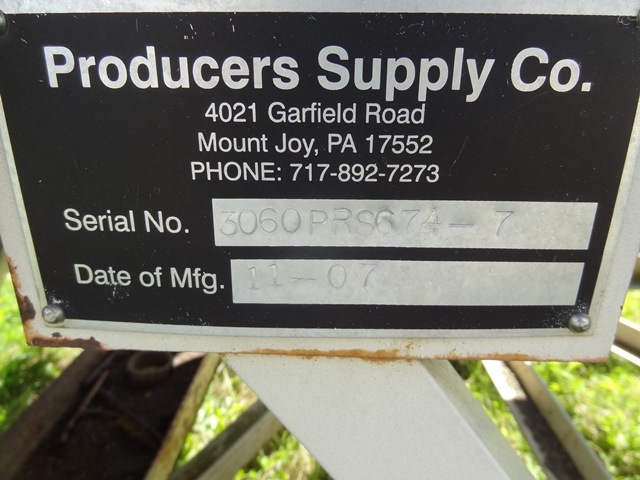 Producers Supply Co.
4021 Garfield Road
Mount Joy, PA 17552
PHONE: 717-892-7273
Serial No. 3060PRS674-7
Date of Mfg. 11-07